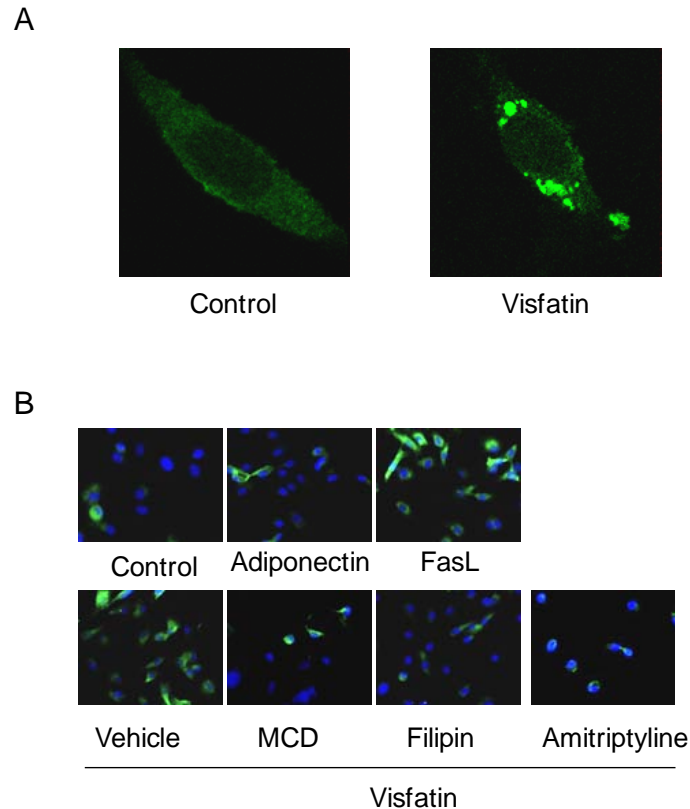 A
Control Visfatin
B
Control Adiponectin FasL
Vehicle MCD Filipin Amitriptyline
Visfatin